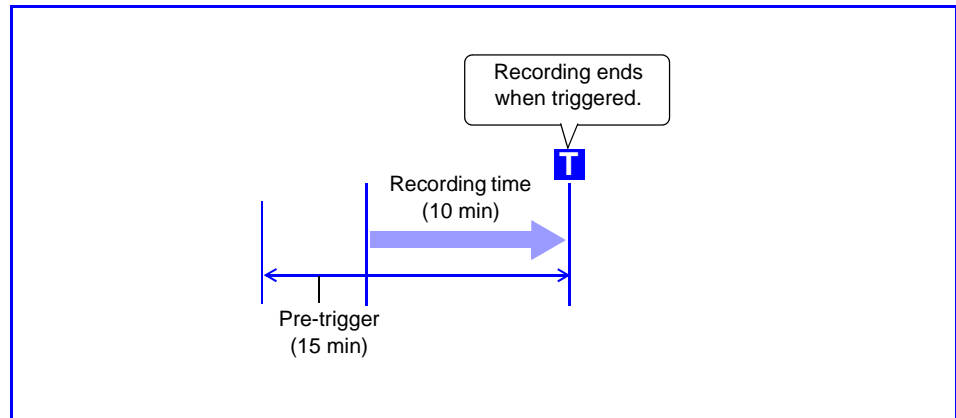 Recording ends
when triggered.
T
Recording time
(10 min)
Pre-trigger
(15 min)